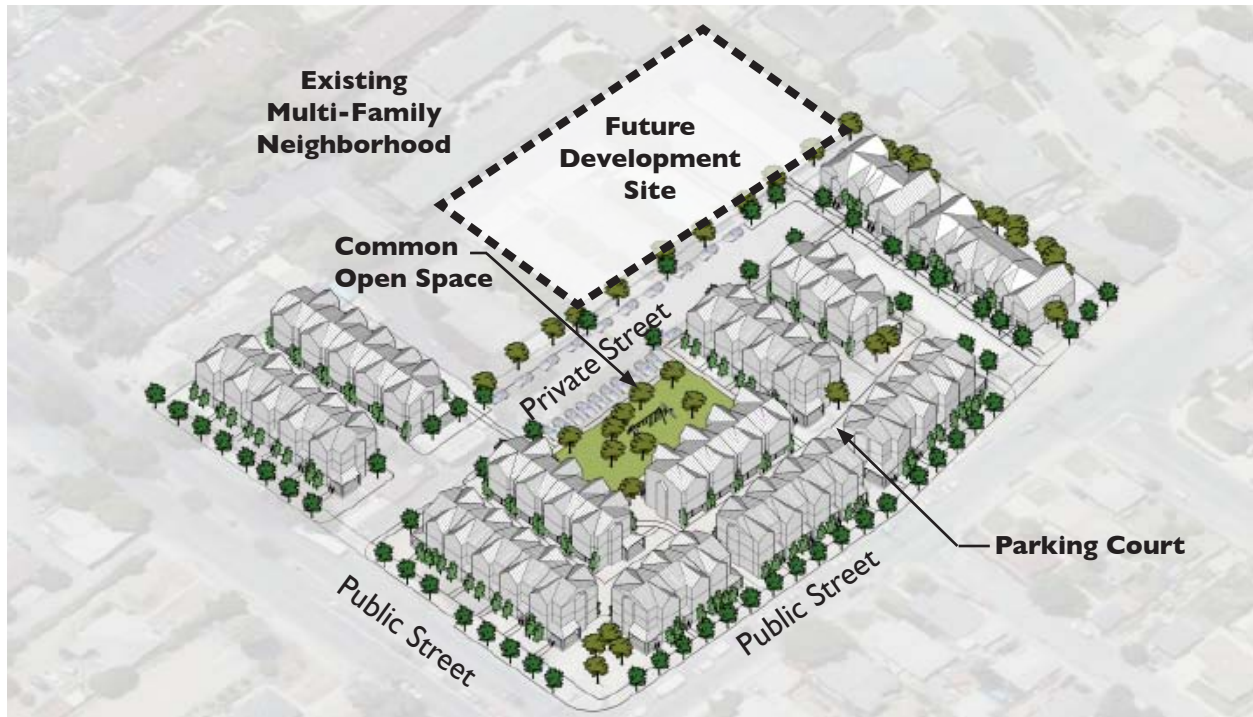 Existing
Multi-Family
Neighborhood
Future
Development
Site
Common
Open Space
Private Street
Parking Court
Public Street
Public Street